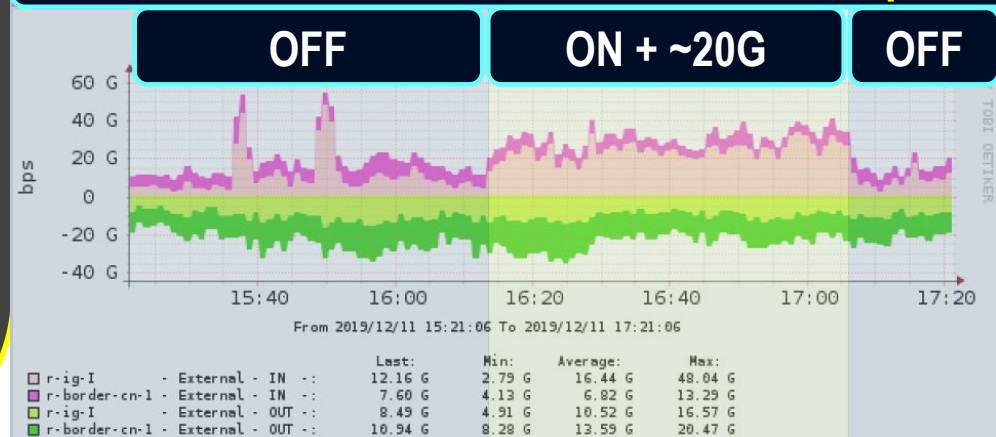 OFF ON + ~20G OFF
60 G
40 G
20 G
0
-20 G
-40 G
bps
TOBI OETIKER
15:40 16:00 16:20 16:40 17:00 17:20
From 2019/12/11 15:21:06 To 2019/12/11 17:21:06
Last: Min: Average: Max:
r-ig-I - External - IN -: 12.16 G 2.79 G 16.44 G 48.04 G
r-border-cn-1 - External - IN -: 7.60 G 4.13 G 6.82 G 13.29 G
r-ig-I - External - OUT -: 8.49 G 4.91 G 10.52 G 16.57 G
r-border-cn-1 - External - OUT -: 10.94 G 8.28 G 13.59 G 20.47 G